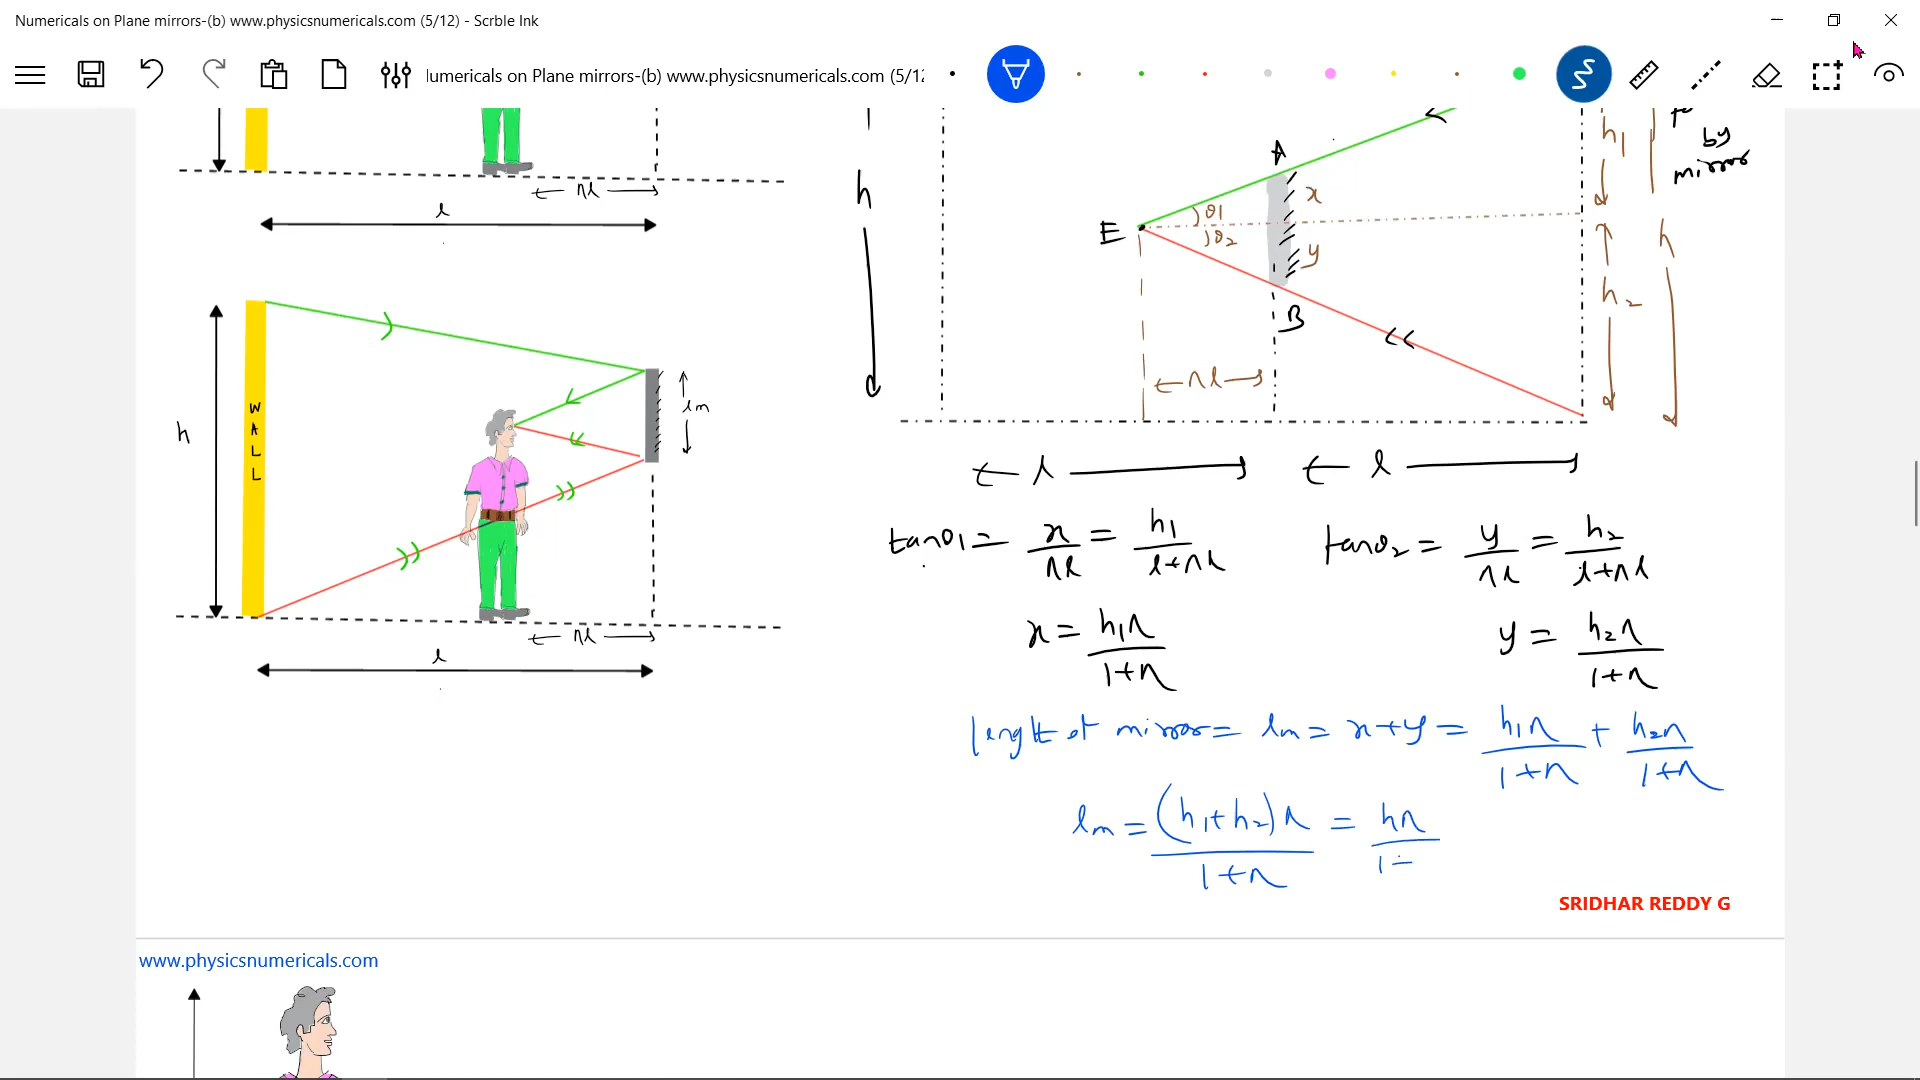 Numericals on Plane mirrors-(b) www.physicsnumericals.com (5/12) - Scrble Ink
umericals on Plane mirrors-(b) www.physicsnumericals.com (5/12
nl
l
h
W
A
L
L
lm
nl
l
h
E
A
B
x
y
θ1
θ2
nl
h1
h2
h
by
mirror
l
l
tanθ1 = x/nl = h1/l+nl
tanθ2 = y/nl = h2/l+nl
x = h1n/1+n
y = h2n/1+n
length of mirror = lm = x+y = h1n/1+n + h2n/1+n
lm = (h1+h2)n/1+n = hn/1+
SRIDHAR REDDY G
www.physicsnumericals.com